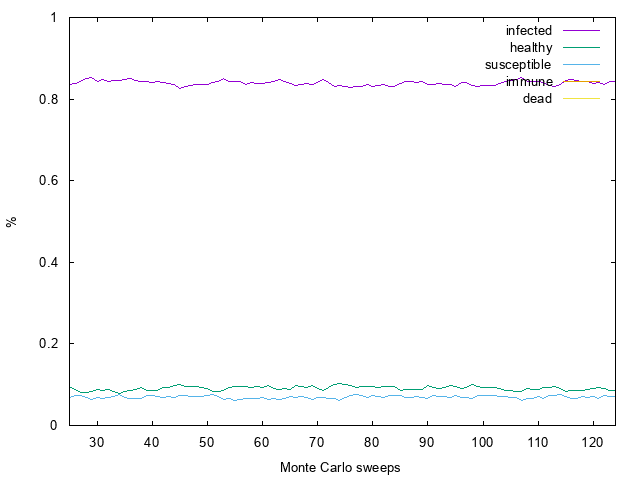 1
0.8
0.6
0.4
0.2
0
%
infected
healthy
susceptible
immune
dead
30 40 50 60 70 80 90 100 110 120
Monte Carlo sweeps